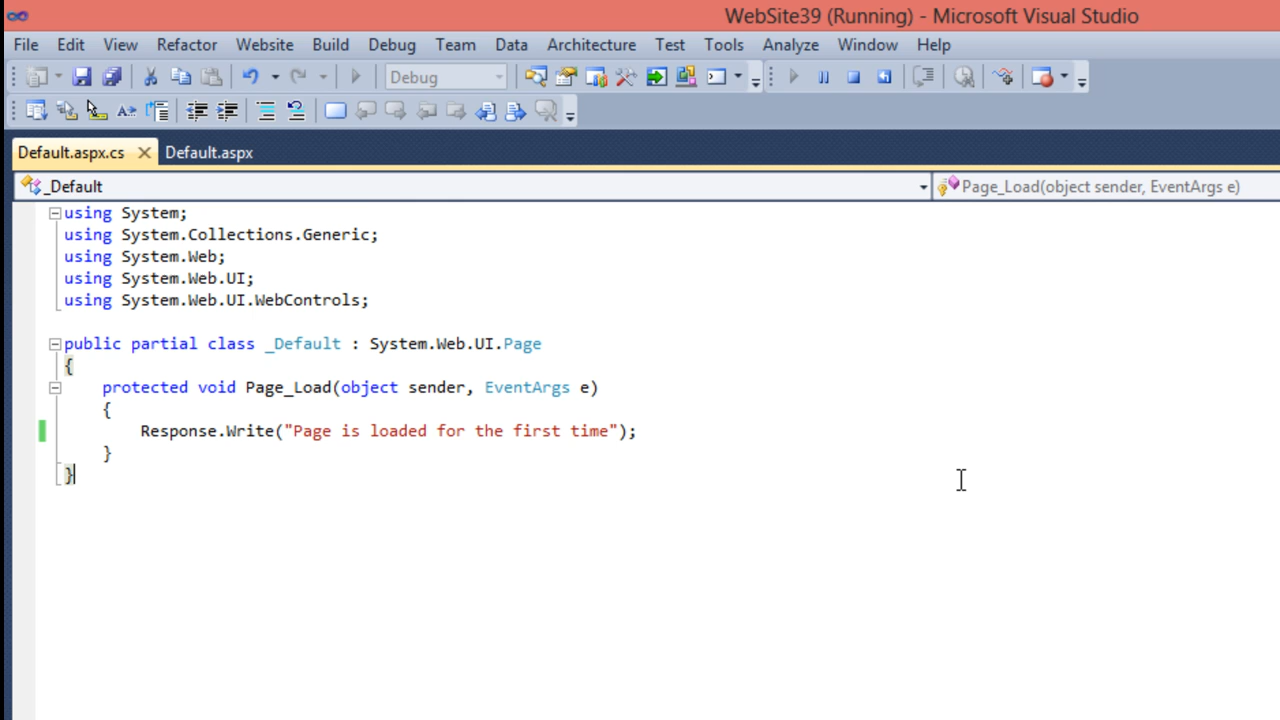 WebSite39 (Running) - Microsoft Visual Studio
File Edit View Refactor Website Build Debug Team Data Architecture Test Tools Analyze Window Help
Debug
Default.aspx.cs Default.aspx
_Default Page_Load(object sender, EventArgs e)
using System;
using System.Collections.Generic;
using System.Web;
using System.Web.UI;
using System.Web.UI.WebControls;
public partial class _Default : System.Web.UI.Page
{
protected void Page_Load(object sender, EventArgs e)
{
Response.Write("Page is loaded for the first time");
}
}